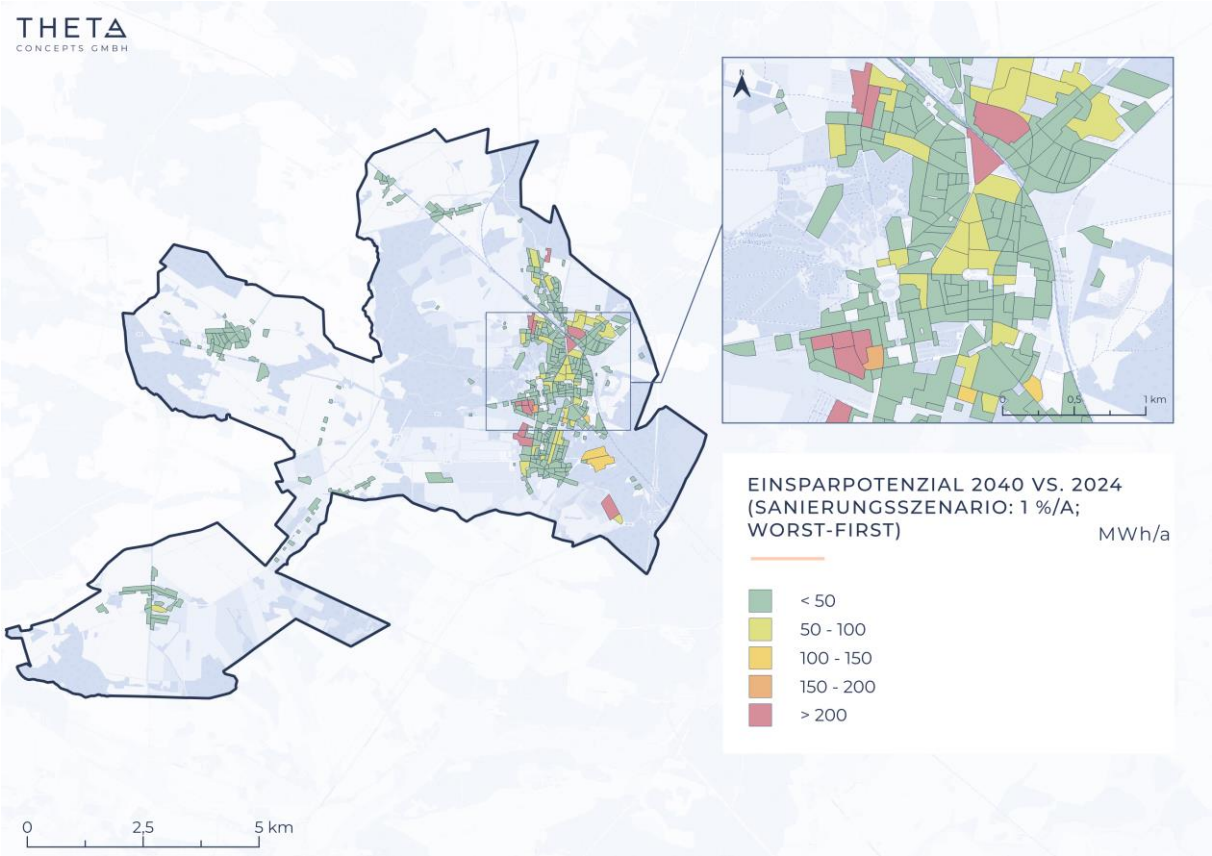 THETA
CONCEPTS GMBH
N
0 0,5 1 km
EINSPARPOTENZIAL 2040 VS. 2024
(SANIERUNGSSZENARIO: 1 %/A;
WORST-FIRST)
MWh/a
< 50
50 - 100
100 - 150
150 - 200
> 200
0 2,5 5 km